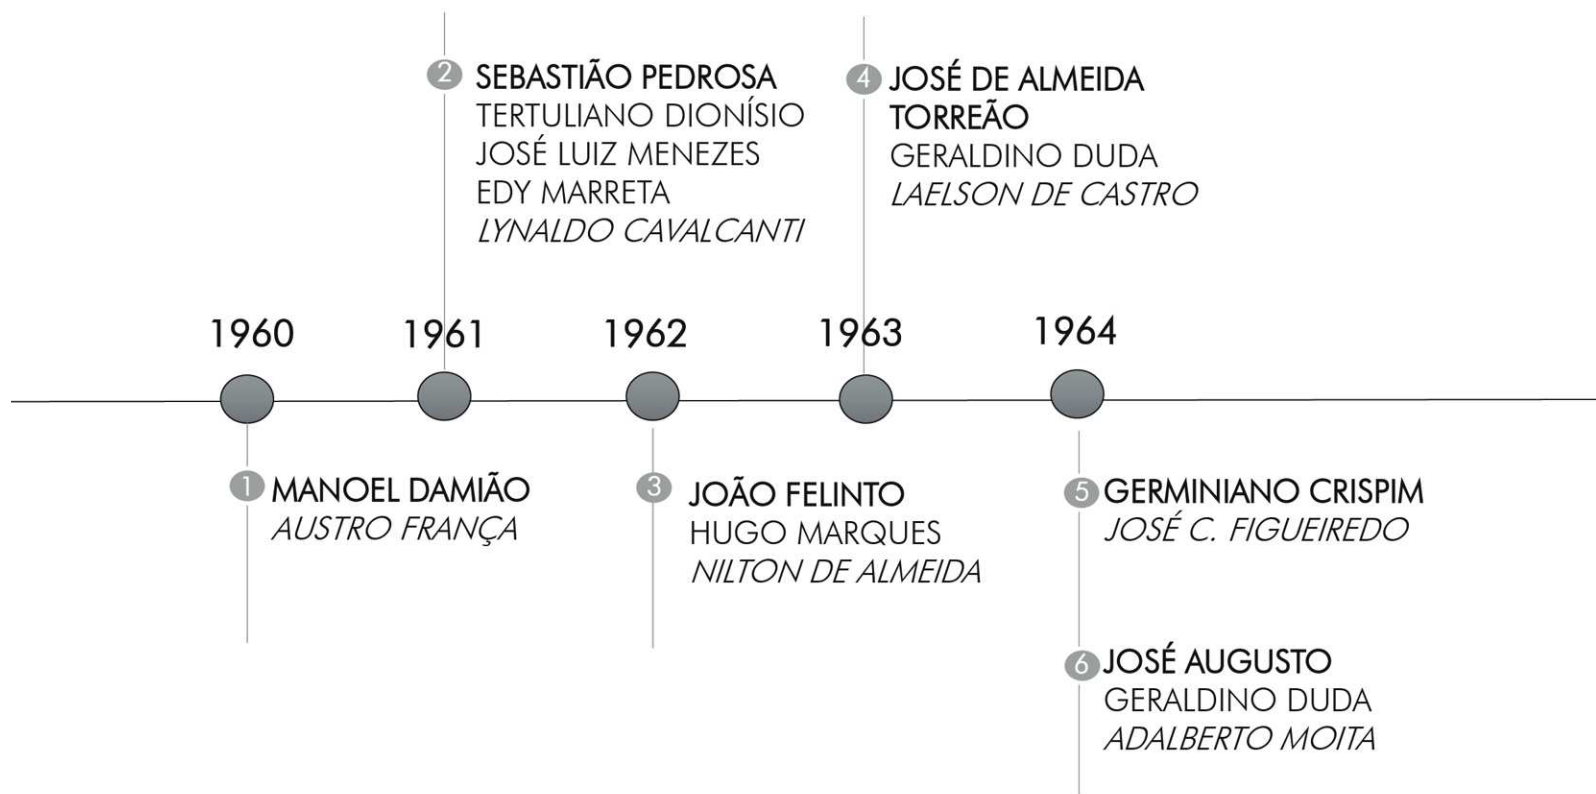 2 SEBASTIÃO PEDROSA
TERTULIANO DIONÍSIO
JOSÉ LUIZ MENEZES
EDY MARRETA
LYNALDO CAVALCANTI
4 JOSÉ DE ALMEIDA
TORREÃO
GERALDINO DUDA
LAELSON DE CASTRO
1960
1961
1962
1963
1964
1 MANOEL DAMIÃO
AUSTRO FRANÇA
3 JOÃO FELINTO
HUGO MARQUES
NILTON DE ALMEIDA
5 GERMINIANO CRISPIM
JOSÉ C. FIGUEIREDO
6 JOSÉ AUGUSTO
GERALDINO DUDA
ADALBERTO MOITA